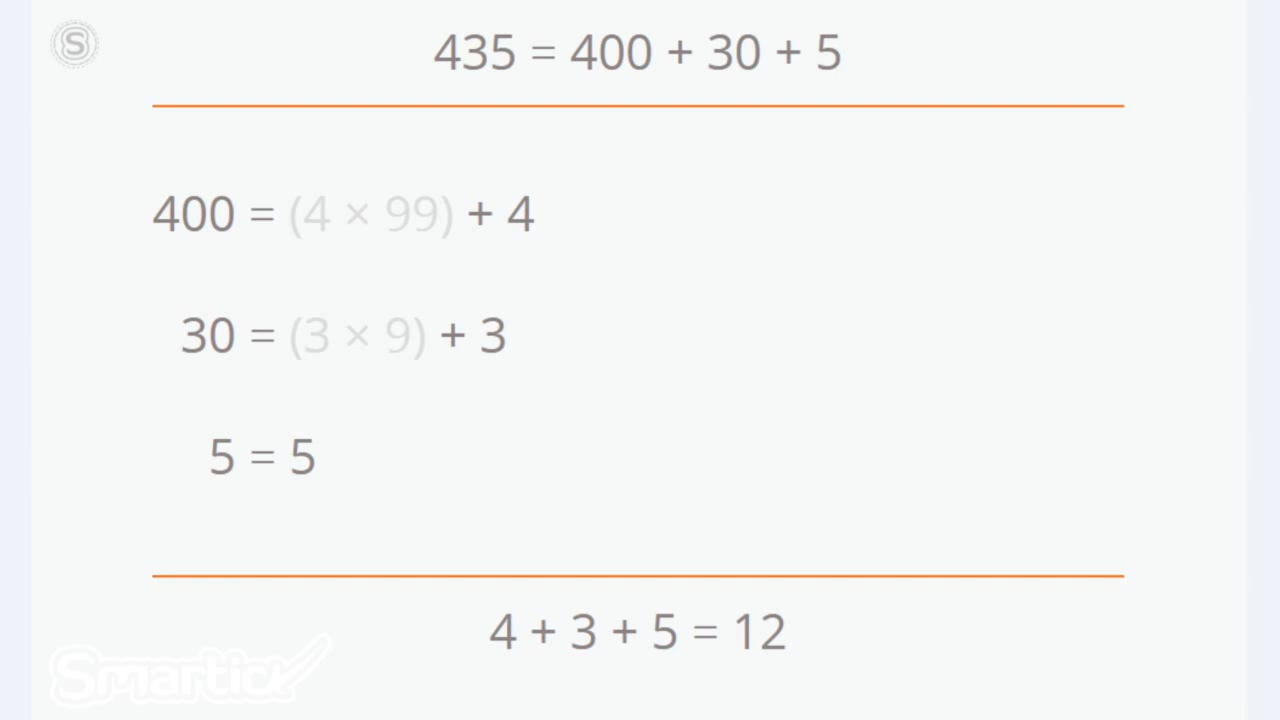 S
435 = 400 + 30 + 5
400 = (4 × 99) + 4
30 = (3 × 9) + 3
5 = 5
4 + 3 + 5 = 12
Smartick